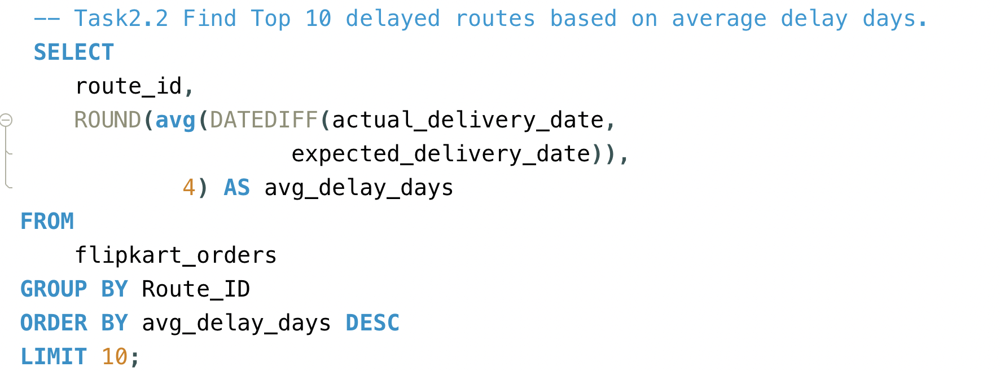 -- Task2.2 Find Top 10 delayed routes based on average delay days.
SELECT
route_id,
ROUND(avg(DATEDIFF(actual_delivery_date,
expected_delivery_date)),
4) AS avg_delay_days
FROM
flipkart_orders
GROUP BY Route_ID
ORDER BY avg_delay_days DESC
LIMIT 10;